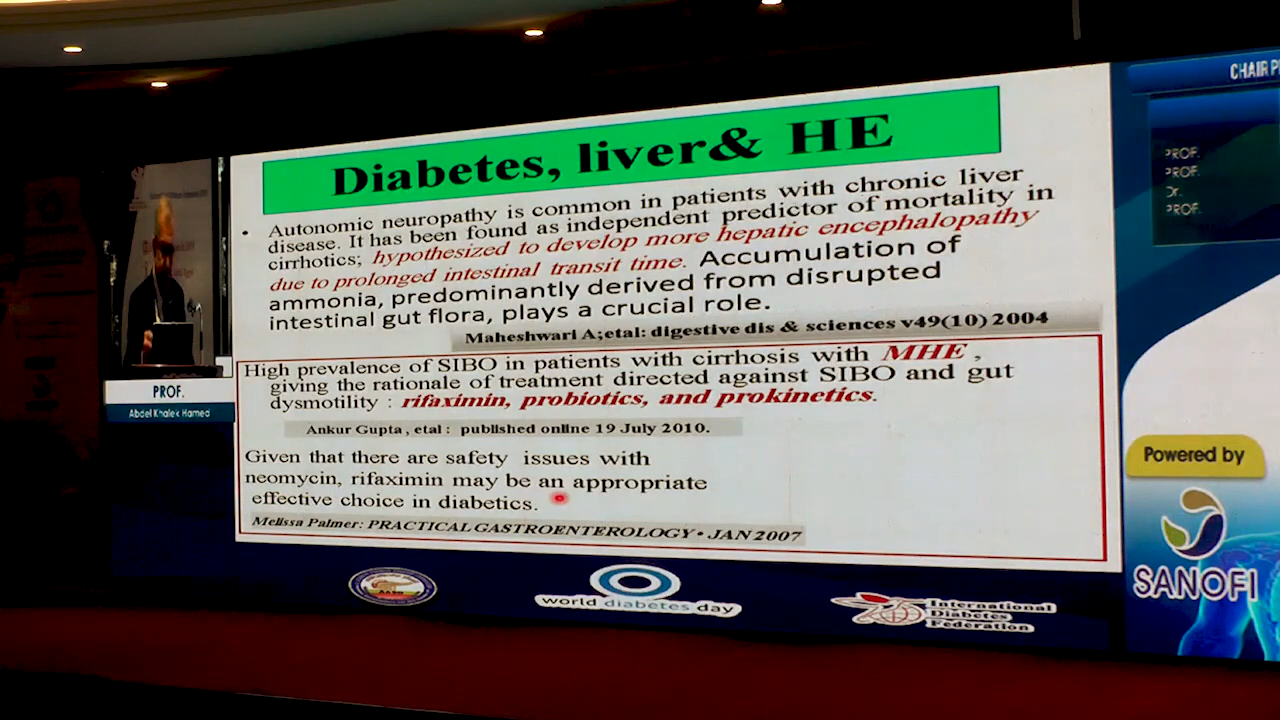 Diabetes, liver& HE
• Autonomic neuropathy is common in patients with chronic liver
disease. It has been found as independent predictor of mortality in
cirrhotics; hypothesized to develop more hepatic encephalopathy
due to prolonged intestinal transit time. Accumulation of
ammonia, predominantly derived from disrupted
intestinal gut flora, plays a crucial role.
Maheshwari A;etal: digestive dis & sciences v49(10) 2004
High prevalence of SIBO in patients with cirrhosis with MHE ,
giving the rationale of treatment directed against SIBO and gut
dysmotility : rifaximin, probiotics, and prokinetics.
Ankur Gupta , etal : published online 19 July 2010.
Given that there are safety issues with
neomycin, rifaximin may be an appropriate
effective choice in diabetics.
Melissa Palmer: PRACTICAL GASTROENTEROLOGY • JAN 2007
PROF.
Abdel Khalek Hamed
world diabetes day
International
Diabetes
Federation
CHAIR P
PROF.
PROF.
Dr.
PROF.
Powered by
SANOFI